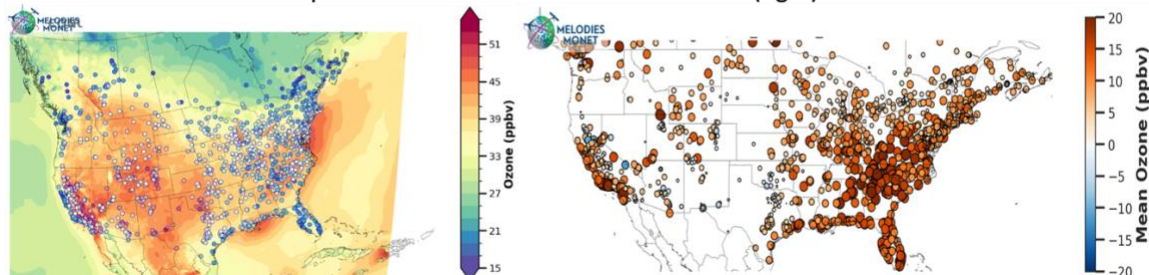 MELODIES
MONET
51
45
39
33
27
21
15
Ozone (ppbv)
MELODIES
MONET
20
15
10
5
0
−5
−10
−15
−20
Mean Ozone (ppbv)